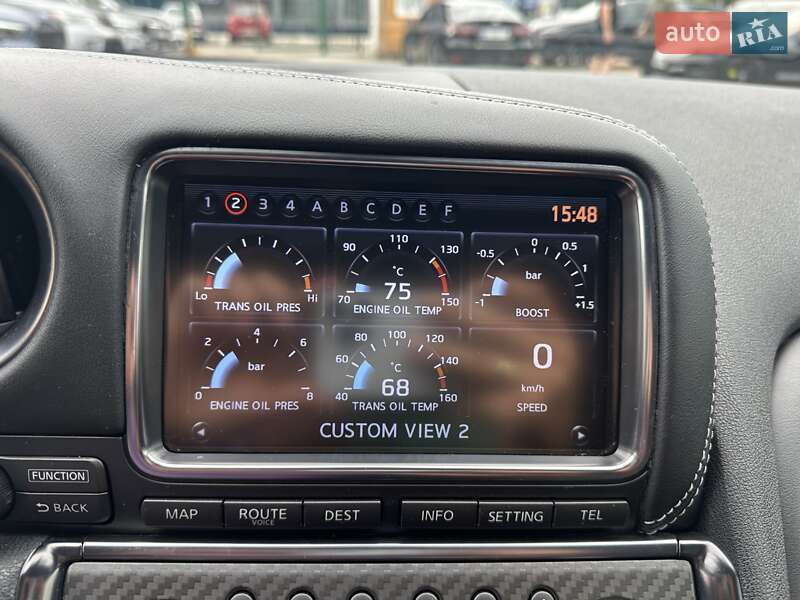 auto RIA .com
1 2 3 4 A B C D E F 15:48
Lo Hi
TRANS OIL PRES
70 90 110 130 150
°C
75
ENGINE OIL TEMP
-1 -0.5 0 0.5 1 +1.5
bar
BOOST
0 2 4 6 8
bar
ENGINE OIL PRES
40 60 80 100 120 140 160
°C
68
TRANS OIL TEMP
0
km/h
SPEED
CUSTOM VIEW 2
FUNCTION
BACK
MAP ROUTE VOICE DEST INFO SETTING TEL